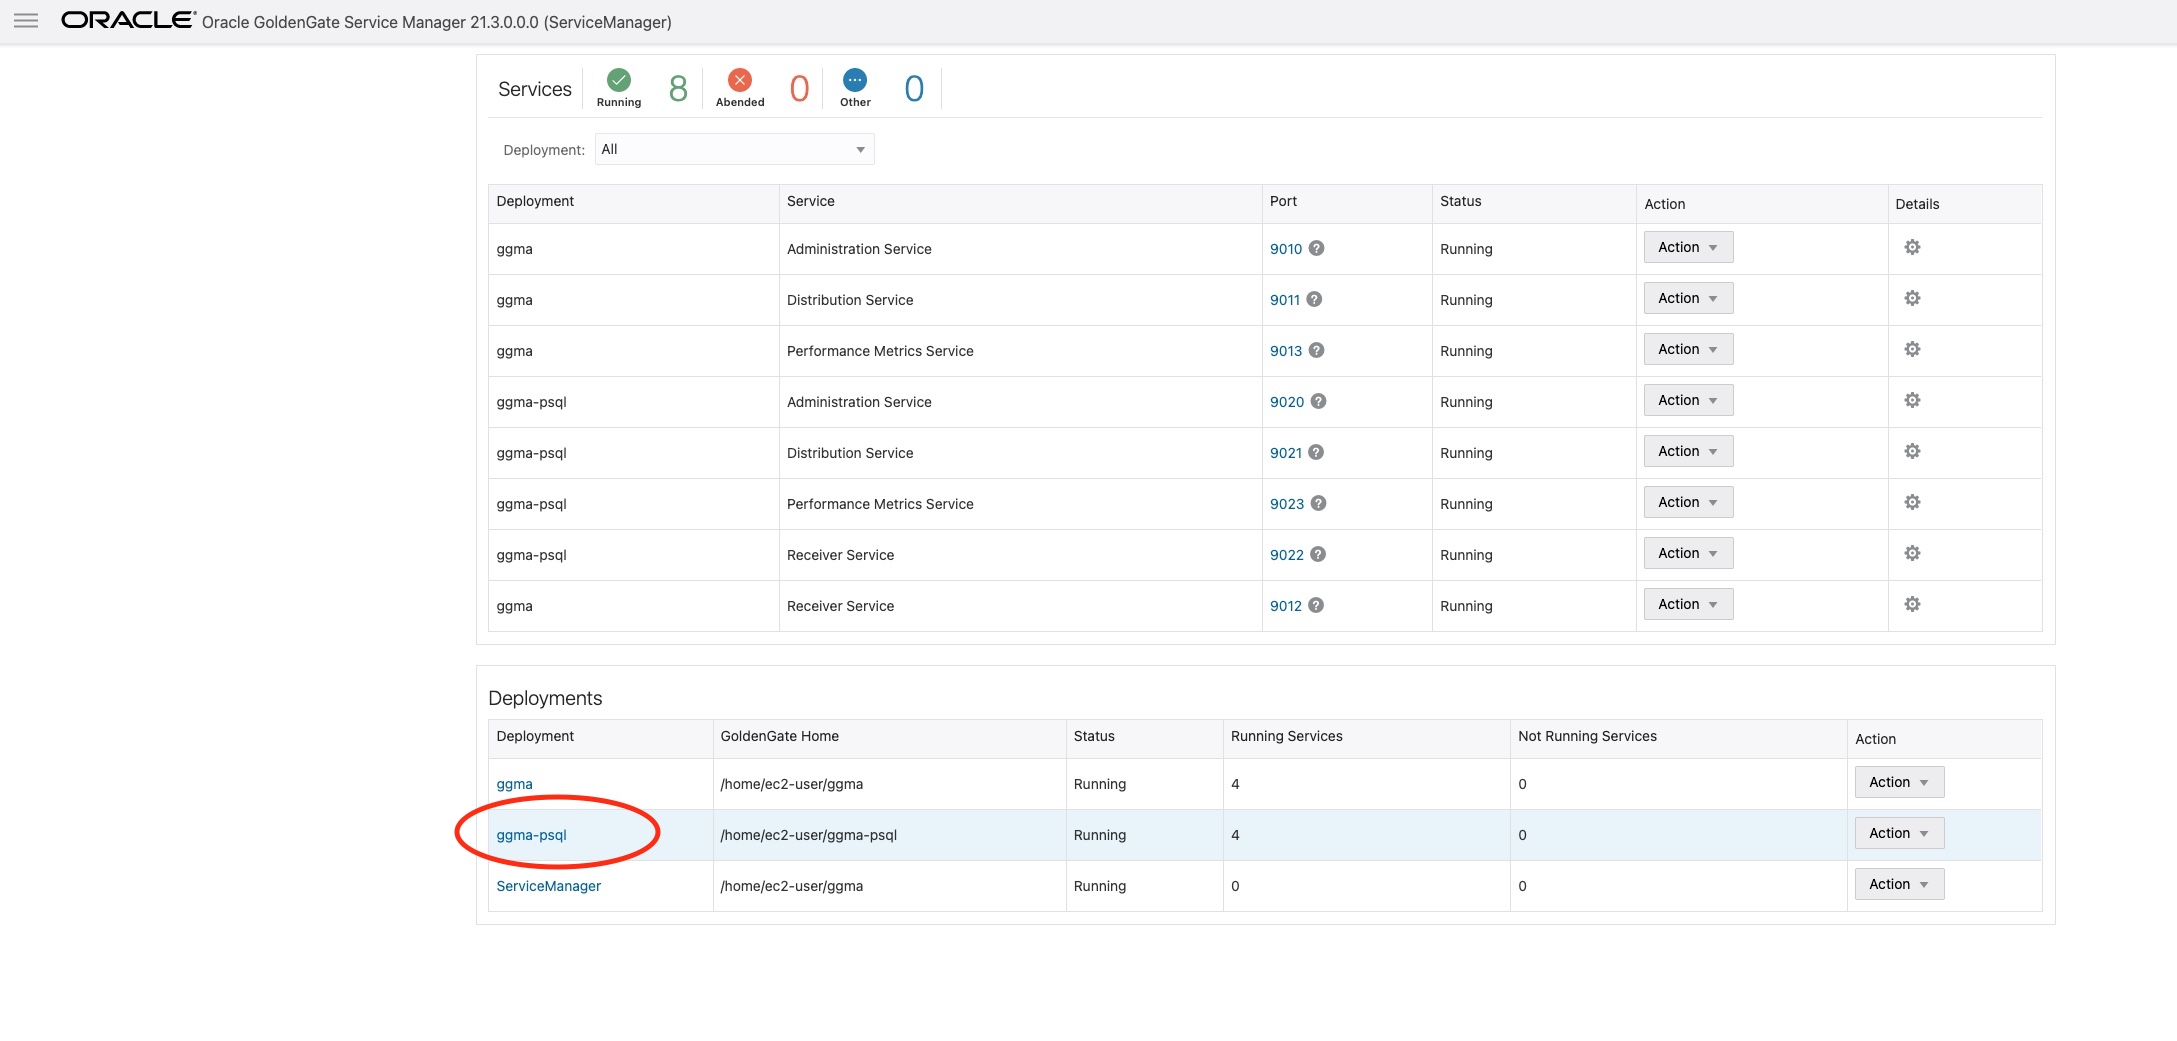 ORACLE Oracle GoldenGate Service Manager 21.3.0.0.0 (ServiceManager)
Services Running 8 Abended 0 Other 0
Deployment: All
Deployment Service Port Status Action Details
ggma Administration Service 9010 ? Running Action
ggma Distribution Service 9011 ? Running Action
ggma Performance Metrics Service 9013 ? Running Action
ggma-psql Administration Service 9020 ? Running Action
ggma-psql Distribution Service 9021 ? Running Action
ggma-psql Performance Metrics Service 9023 ? Running Action
ggma-psql Receiver Service 9022 ? Running Action
ggma Receiver Service 9012 ? Running Action
Deployments
Deployment GoldenGate Home Status Running Services Not Running Services Action
ggma /home/ec2-user/ggma Running 4 0 Action
ggma-psql /home/ec2-user/ggma-psql Running 4 0 Action
ServiceManager /home/ec2-user/ggma Running 0 0 Action